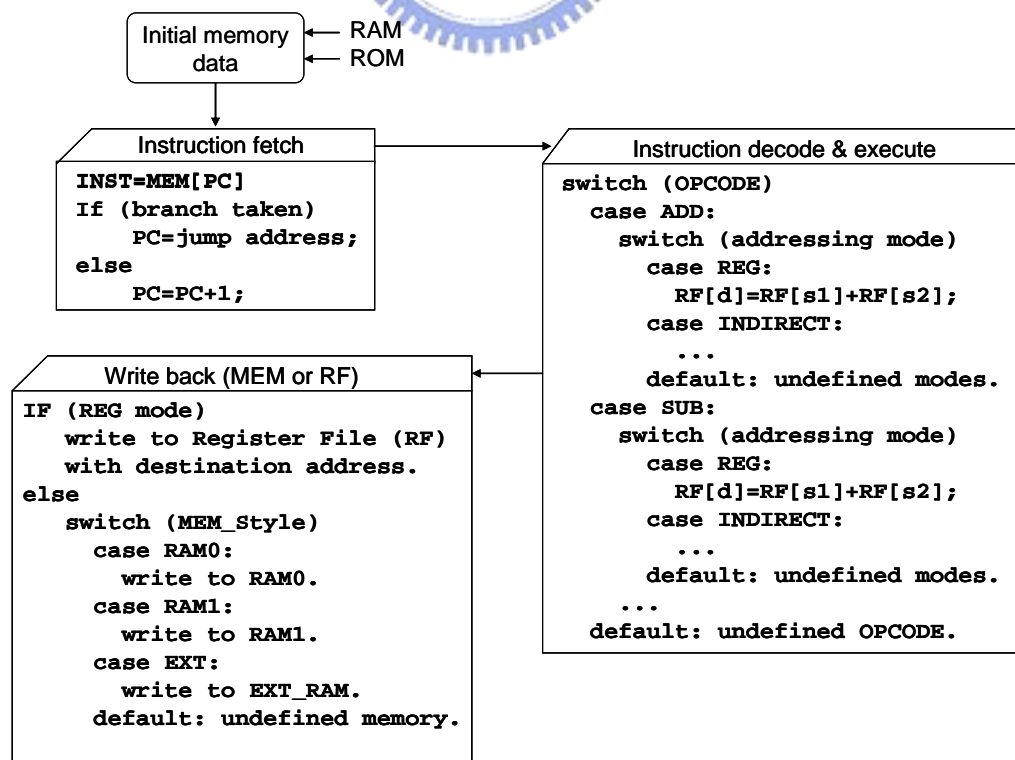 Initial memory
data
RAM
ROM
Instruction fetch
INST=MEM[PC]
If (branch taken)
PC=jump address;
else
PC=PC+1;
Instruction decode & execute
switch (OPCODE)
case ADD:
switch (addressing mode)
case REG:
RF[d]=RF[s1]+RF[s2];
case INDIRECT:
...
default: undefined modes.
case SUB:
switch (addressing mode)
case REG:
RF[d]=RF[s1]+RF[s2];
case INDIRECT:
...
default: undefined modes.
...
default: undefined OPCODE.
Write back (MEM or RF)
IF (REG mode)
write to Register File (RF)
with destination address.
else
switch (MEM_Style)
case RAM0:
write to RAM0.
case RAM1:
write to RAM1.
case EXT:
write to EXT_RAM.
default: undefined memory.